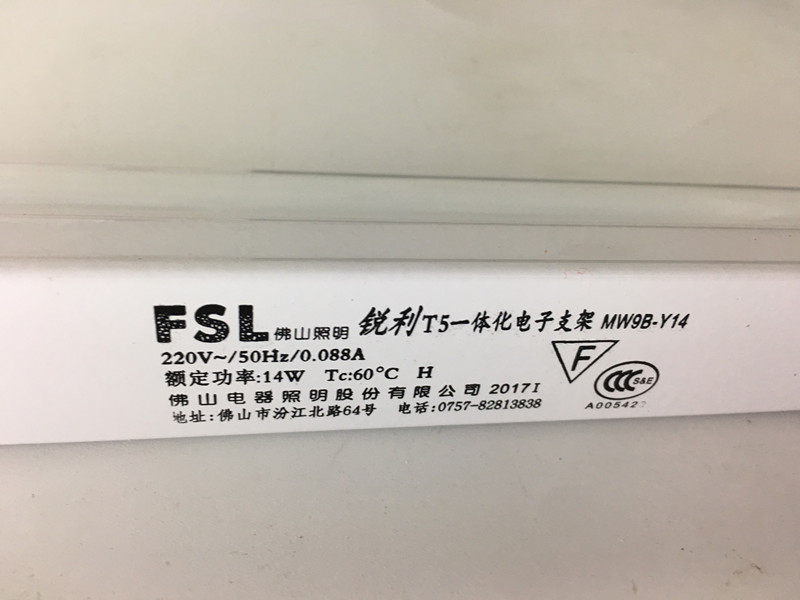 FSL 佛山照明 锐利T5一体化电子支架 MW9B-Y14
220V~/50Hz/0.088A
额定功率:14W Tc:60°C H
佛山电器照明股份有限公司 2017I
地址:佛山市汾江北路64号 电话:0757-82813838
F
CCC S&E